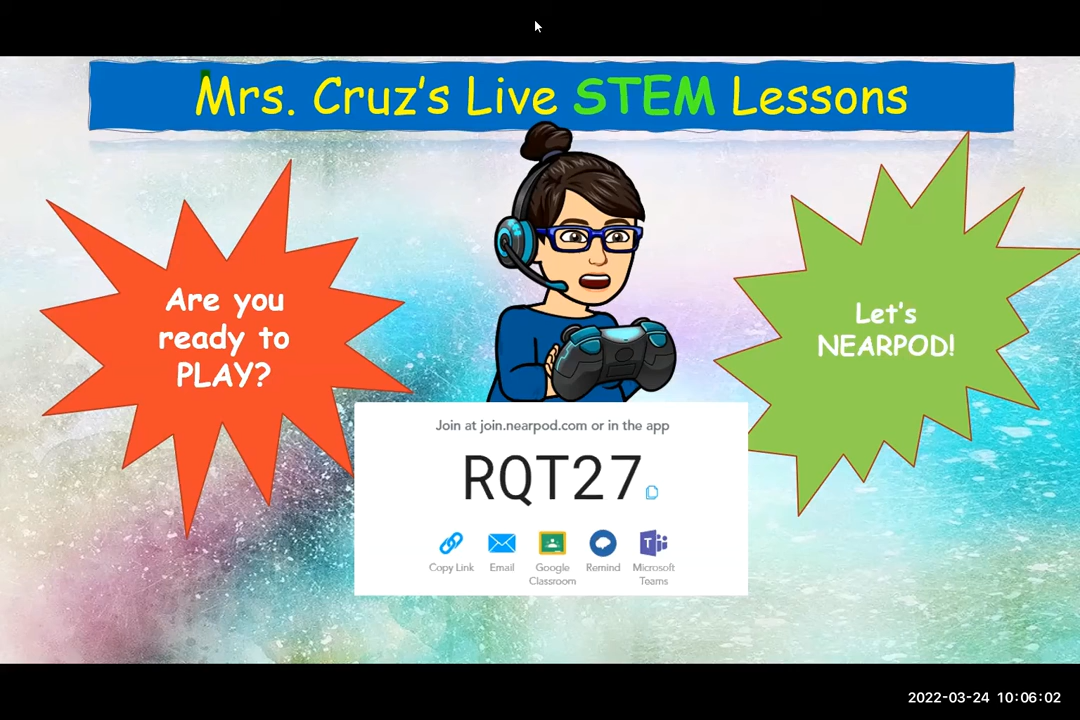 Mrs. Cruz's Live STEM Lessons
Are you
ready to
PLAY?
Let's
NEARPOD!
Join at join.nearpod.com or in the app
RQT27
Copy Link
Email
Google
Classroom
Remind
Microsoft
Teams
2022-03-24 10:06:02